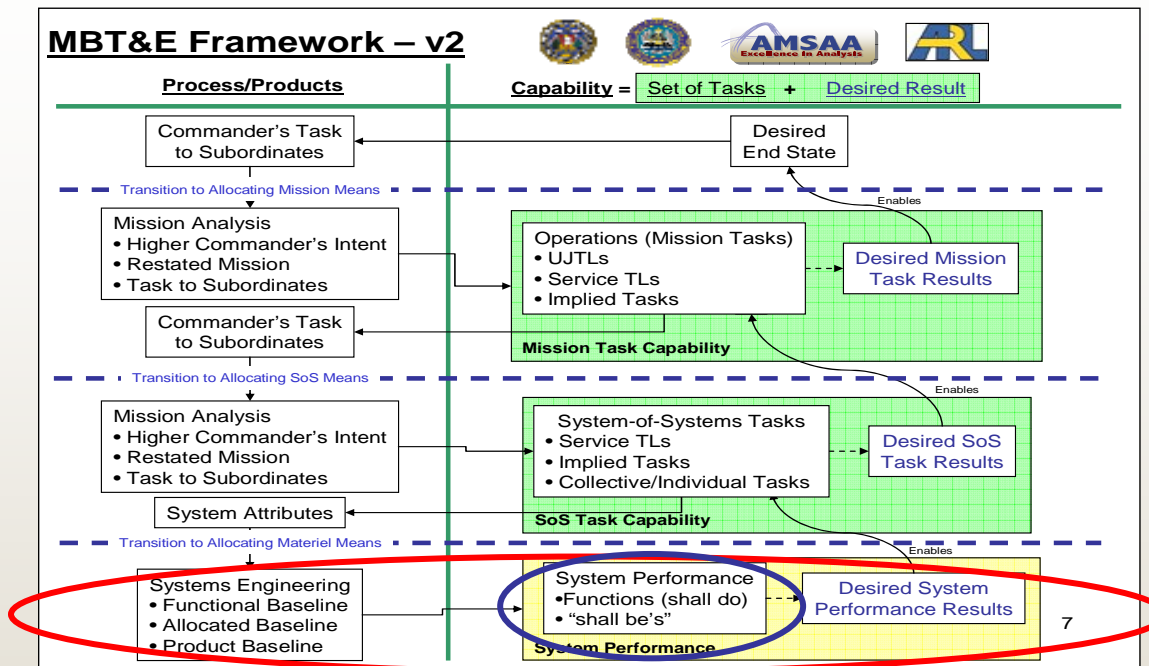 MBT&E Framework – v2
AMSAA
Excellence In Analysis
ARL
Process/Products
Capability = Set of Tasks + Desired Result
Commander's Task
to Subordinates
Desired
End State
Transition to Allocating Mission Means
Enables
Mission Analysis
• Higher Commander's Intent
• Restated Mission
• Task to Subordinates
Operations (Mission Tasks)
• UJTLs
• Service TLs
• Implied Tasks
Desired Mission
Task Results
Commander's Task
to Subordinates
Mission Task Capability
Transition to Allocating SoS Means
Enables
Mission Analysis
• Higher Commander's Intent
• Restated Mission
• Task to Subordinates
System-of-Systems Tasks
• Service TLs
• Implied Tasks
• Collective/Individual Tasks
Desired SoS
Task Results
System Attributes
SoS Task Capability
Transition to Allocating Materiel Means
Enables
Systems Engineering
• Functional Baseline
• Allocated Baseline
• Product Baseline
System Performance
•Functions (shall do)
• "shall be's"
Desired System
Performance Results
System Performance
7